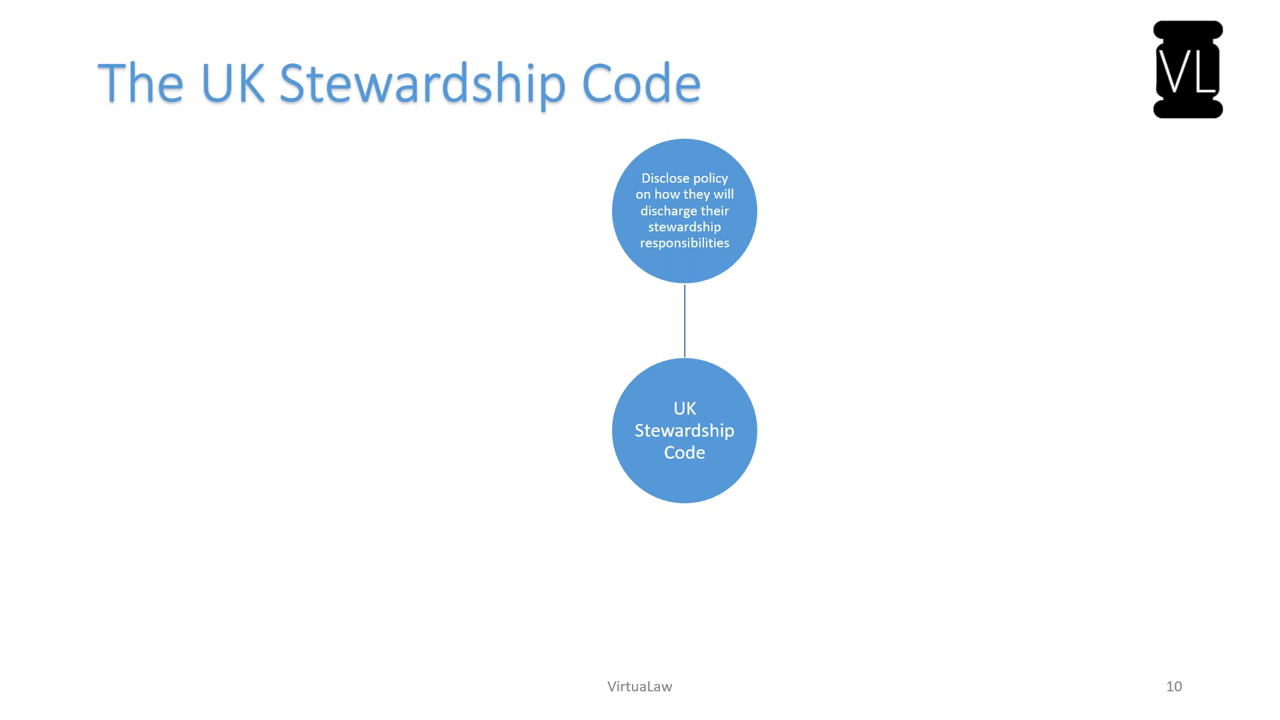 The UK Stewardship Code
VL
Disclose policy
on how they will
discharge their
stewardship
responsibilities
UK
Stewardship
Code
VirtuaLaw
10